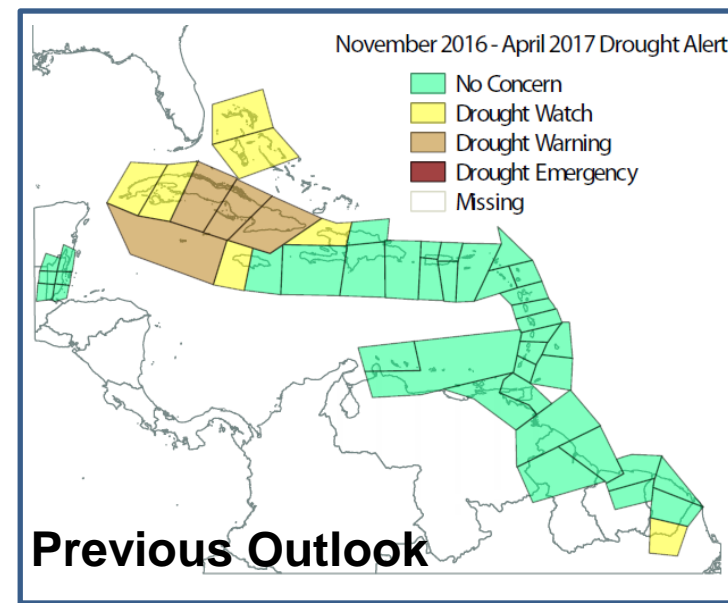 November 2016 - April 2017 Drought Alert
No Concern
Drought Watch
Drought Warning
Drought Emergency
Missing
Previous Outlook